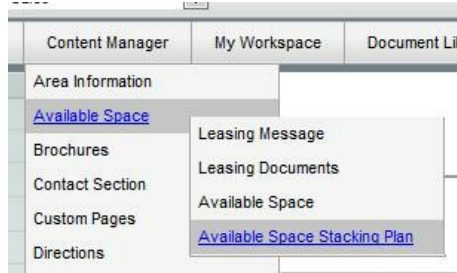 Content Manager My Workspace Document Li
Area Information
Available Space
Brochures
Contact Section
Custom Pages
Directions
Leasing Message
Leasing Documents
Available Space
Available Space Stacking Plan